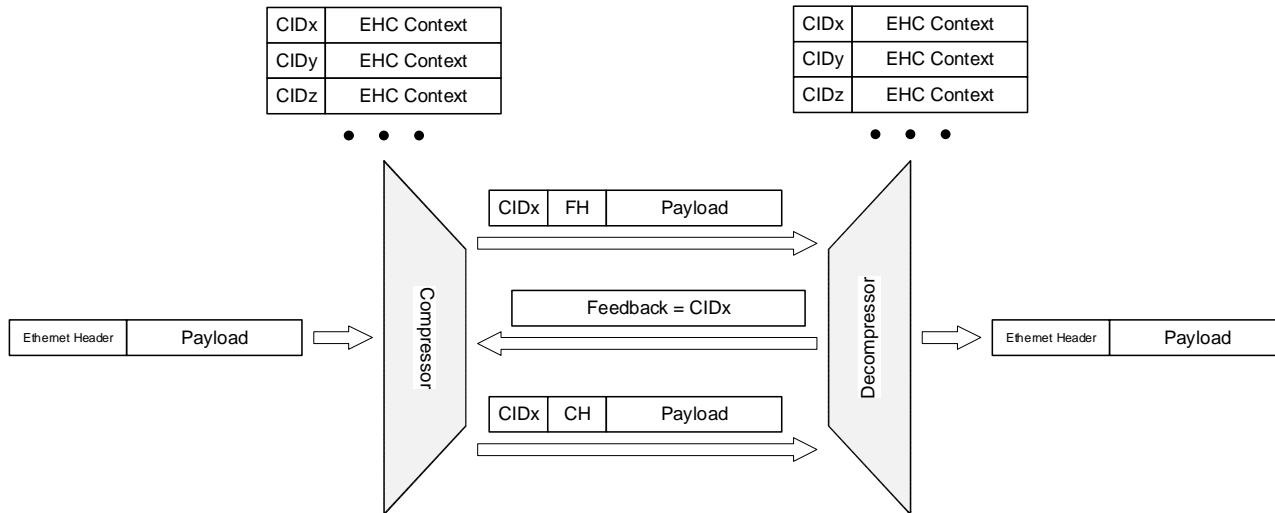 CIDx EHC Context
CIDy EHC Context
CIDz EHC Context
CIDx EHC Context
CIDy EHC Context
CIDz EHC Context
CIDx FH Payload
Compressor
Decompressor
Feedback = CIDx
Ethernet Header Payload
Ethernet Header Payload
CIDx CH Payload